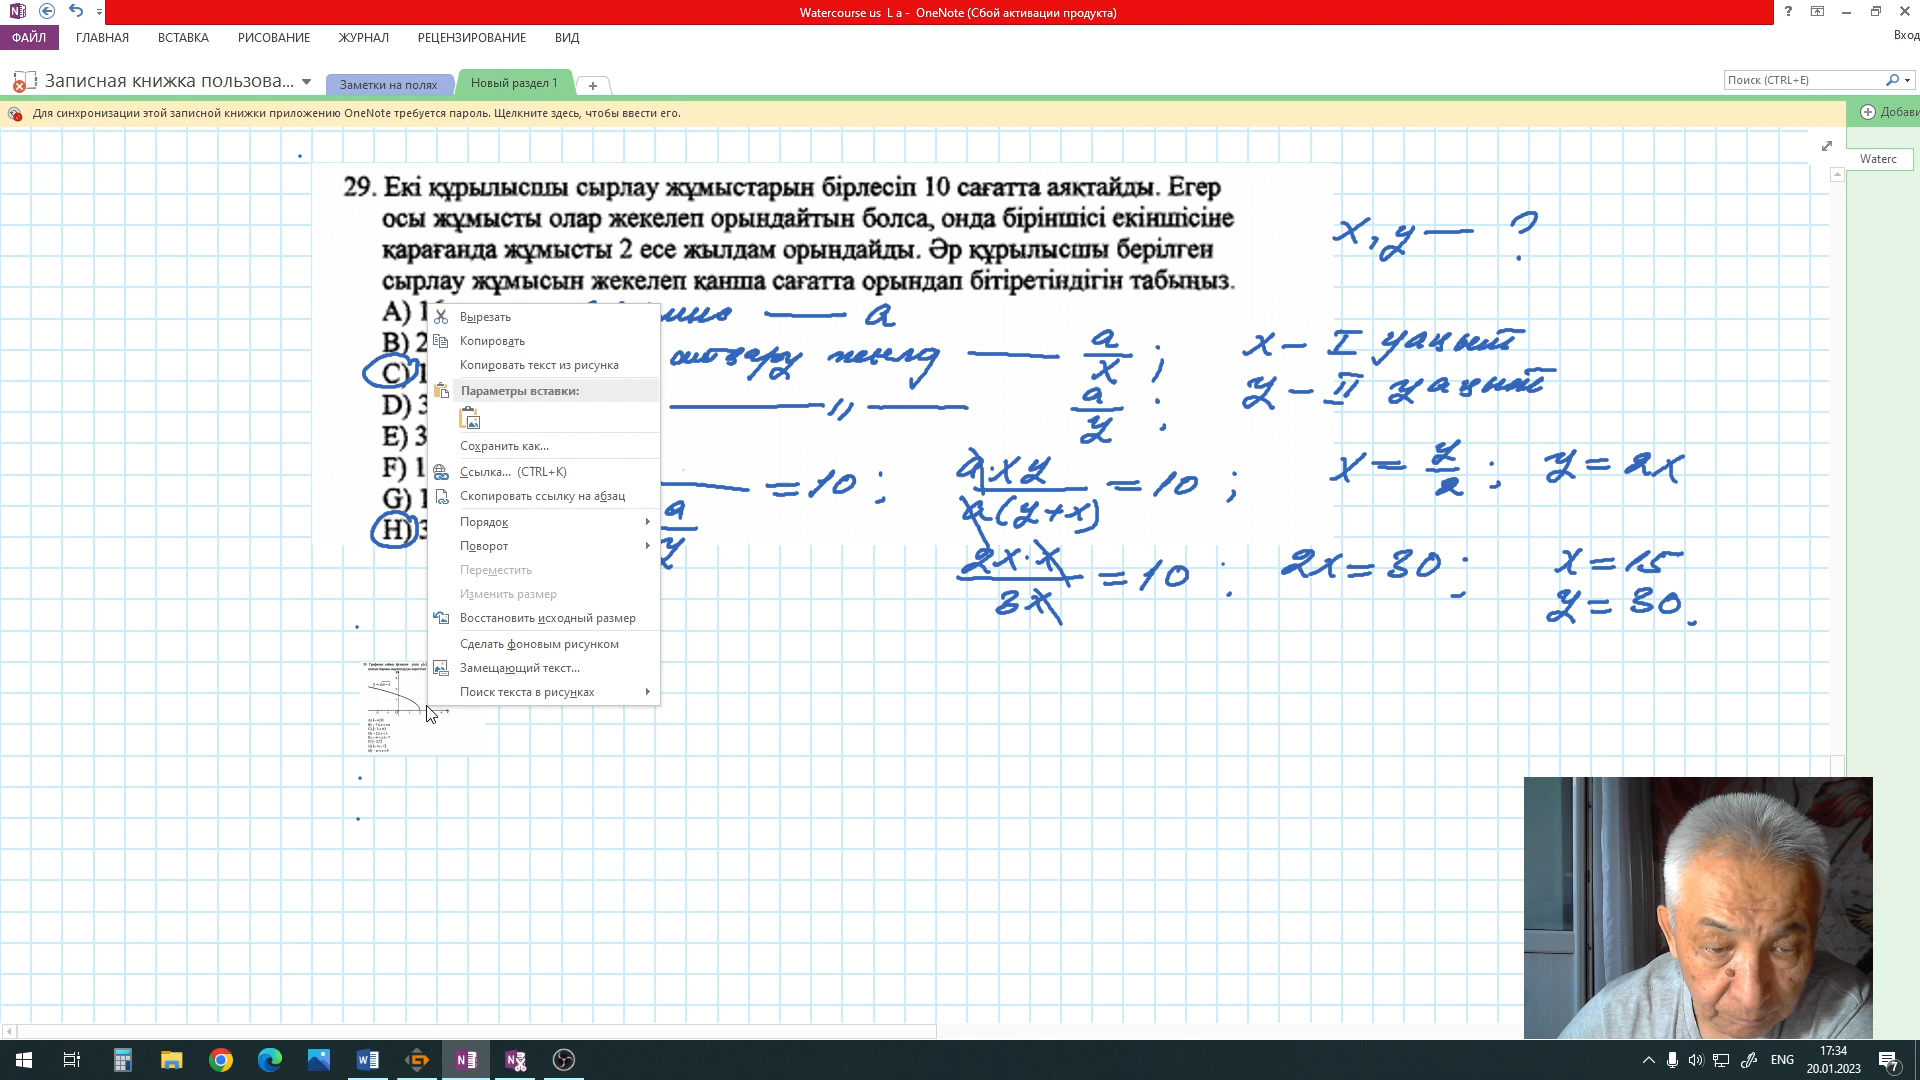 Watercourse us L a - OneNote (Сбой активации продукта)
ФАЙЛ ГЛАВНАЯ ВСТАВКА РИСОВАНИЕ ЖУРНАЛ РЕЦЕНЗИРОВАНИЕ ВИД
Вход
Записная книжка пользова... Заметки на полях Новый раздел 1
Поиск (CTRL+E)
Для синхронизации этой записной книжки приложению OneNote требуется пароль. Щелкните здесь, чтобы ввести его.
Добави
Waterc
29. Екі құрылысшы сырлау жұмыстарын бірлесіп 10 сағатта аяқтайды. Егер
осы жұмысты олар жекелеп орындайтын болса, онда біріншісі екіншісіне
қарағанда жұмысты 2 есе жылдам орындайды. Әр құрылысшы берілген
сырлау жұмысын жекелеп қанша сағатта орындап бітіретіндігін табыңыз.
x, y — ?
A) 1
B) 2
C) 1
D) 3
E) 3
F) 1
G) 1
H) 3
— a
— a/x ;
— " — a/y .
x – I уақыт
y – II уақыт
= 10 ;
a/y
a·xy / a(y+x) = 10 ;
x = y/2 ; y = 2x
2x·x / 3x = 10 ; 2x = 30 ; x = 15
y = 30.
Вырезать
Копировать
Копировать текст из рисунка
Параметры вставки:
Сохранить как...
Ссылка... (CTRL+K)
Скопировать ссылку на абзац
Порядок
Поворот
Переместить
Изменить размер
Восстановить исходный размер
Сделать фоновым рисунком
Замещающий текст...
Поиск текста в рисунках
ENG
17:34
20.01.2023
7